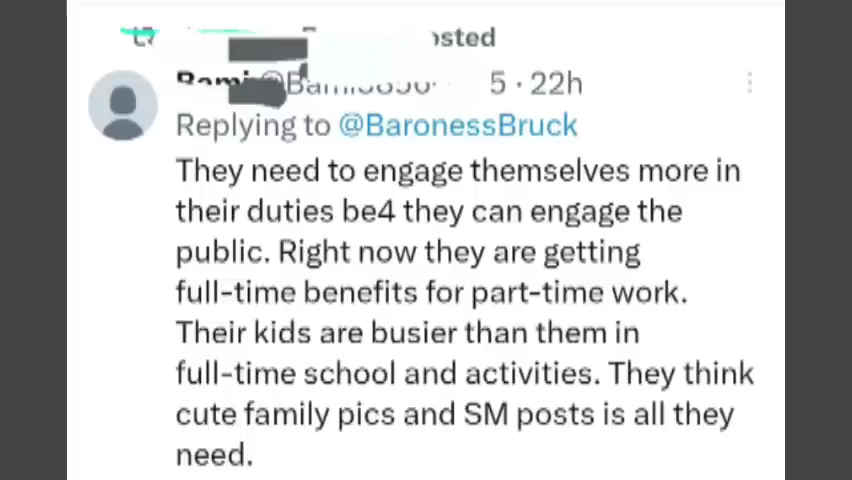 osted
5 · 22h
Replying to @BaronessBruck
They need to engage themselves more in
their duties be4 they can engage the
public. Right now they are getting
full-time benefits for part-time work.
Their kids are busier than them in
full-time school and activities. They think
cute family pics and SM posts is all they
need.